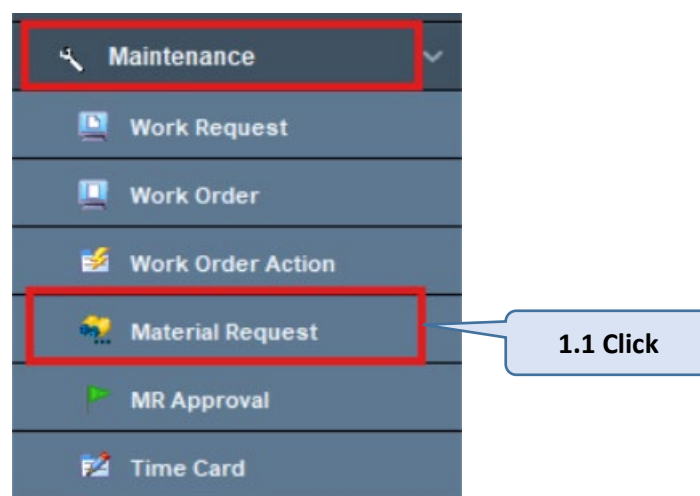 Maintenance
Work Request
Work Order
Work Order Action
Material Request
1.1 Click
MR Approval
Time Card